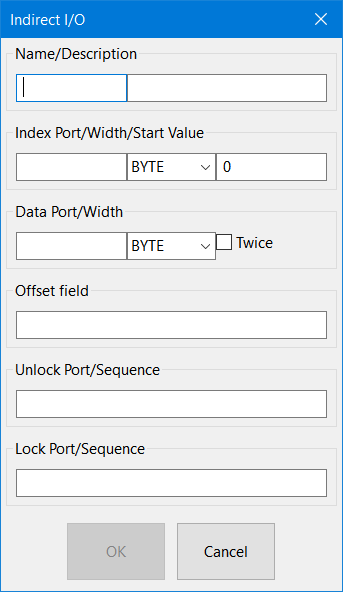 Indirect I/O
Name/Description
Index Port/Width/Start Value
BYTE 0
Data Port/Width
BYTE Twice
Offset field
Unlock Port/Sequence
Lock Port/Sequence
OK Cancel